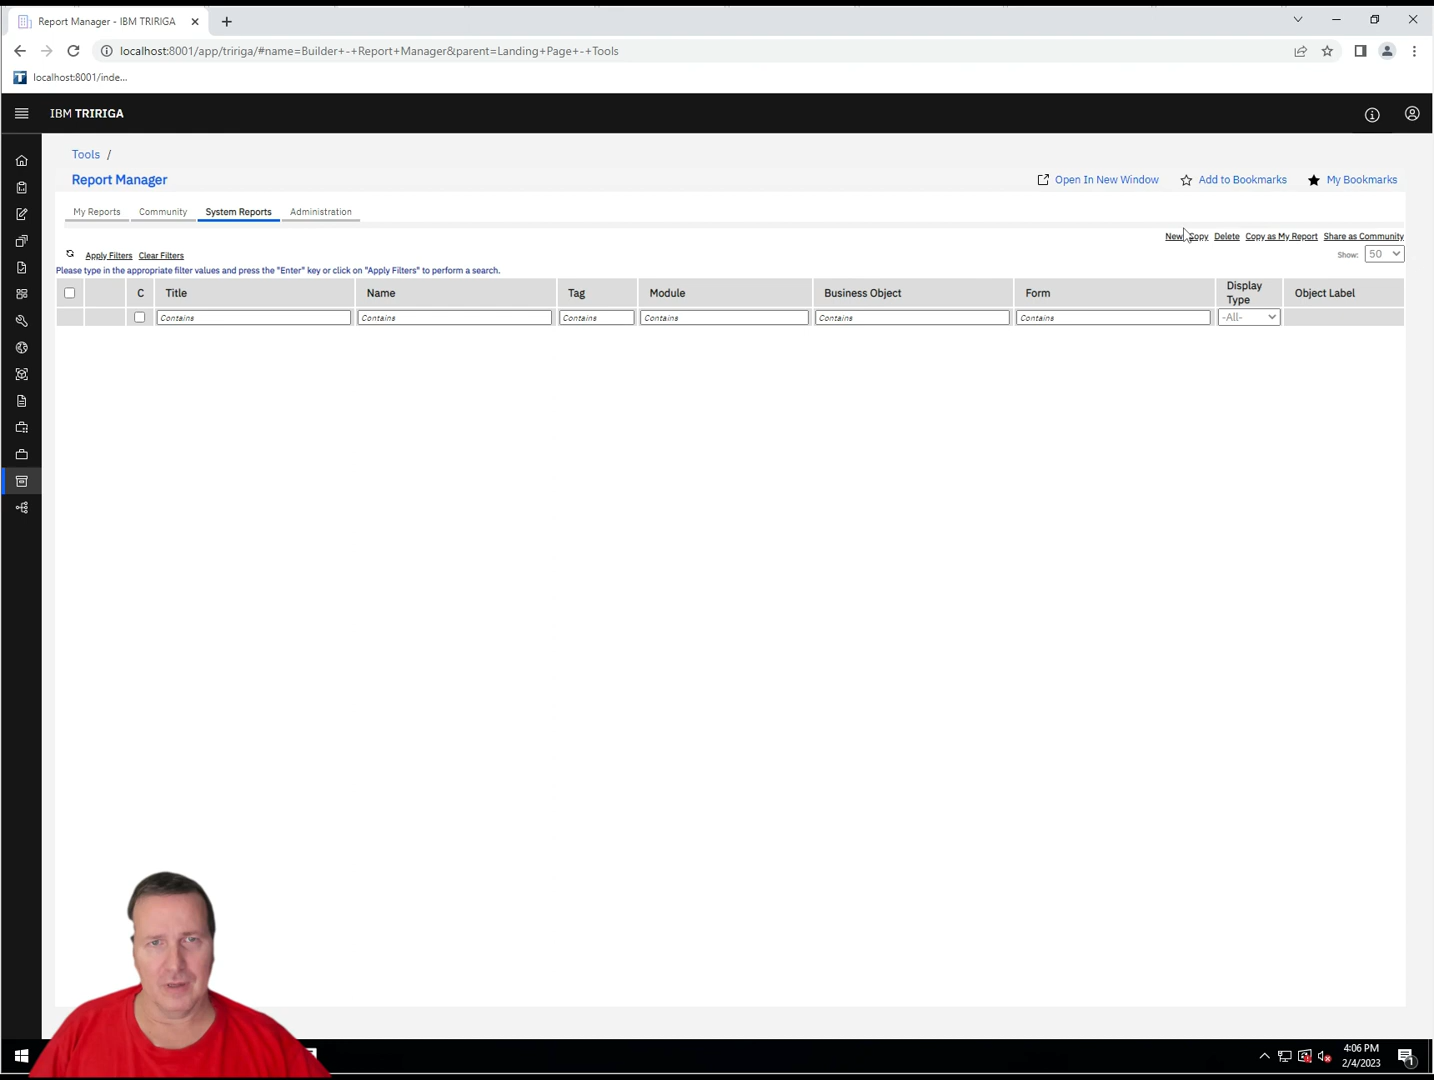 Report Manager - IBM TRIRIGA
localhost:8001/app/tririga/#name=Builder+-+Report+Manager&parent=Landing+Page+-+Tools
localhost:8001/inde...
IBM TRIRIGA
Tools /
Report Manager
Open In New Window Add to Bookmarks My Bookmarks
My Reports Community System Reports Administration
New Copy Delete Copy as My Report Share as Community
Apply Filters Clear Filters
Show: 50
Please type in the appropriate filter values and press the "Enter" key or click on "Apply Filters" to perform a search.
C Title Name Tag Module Business Object Form Display Type Object Label
Contains Contains Contains Contains Contains Contains -All-
4:06 PM
2/4/2023
1